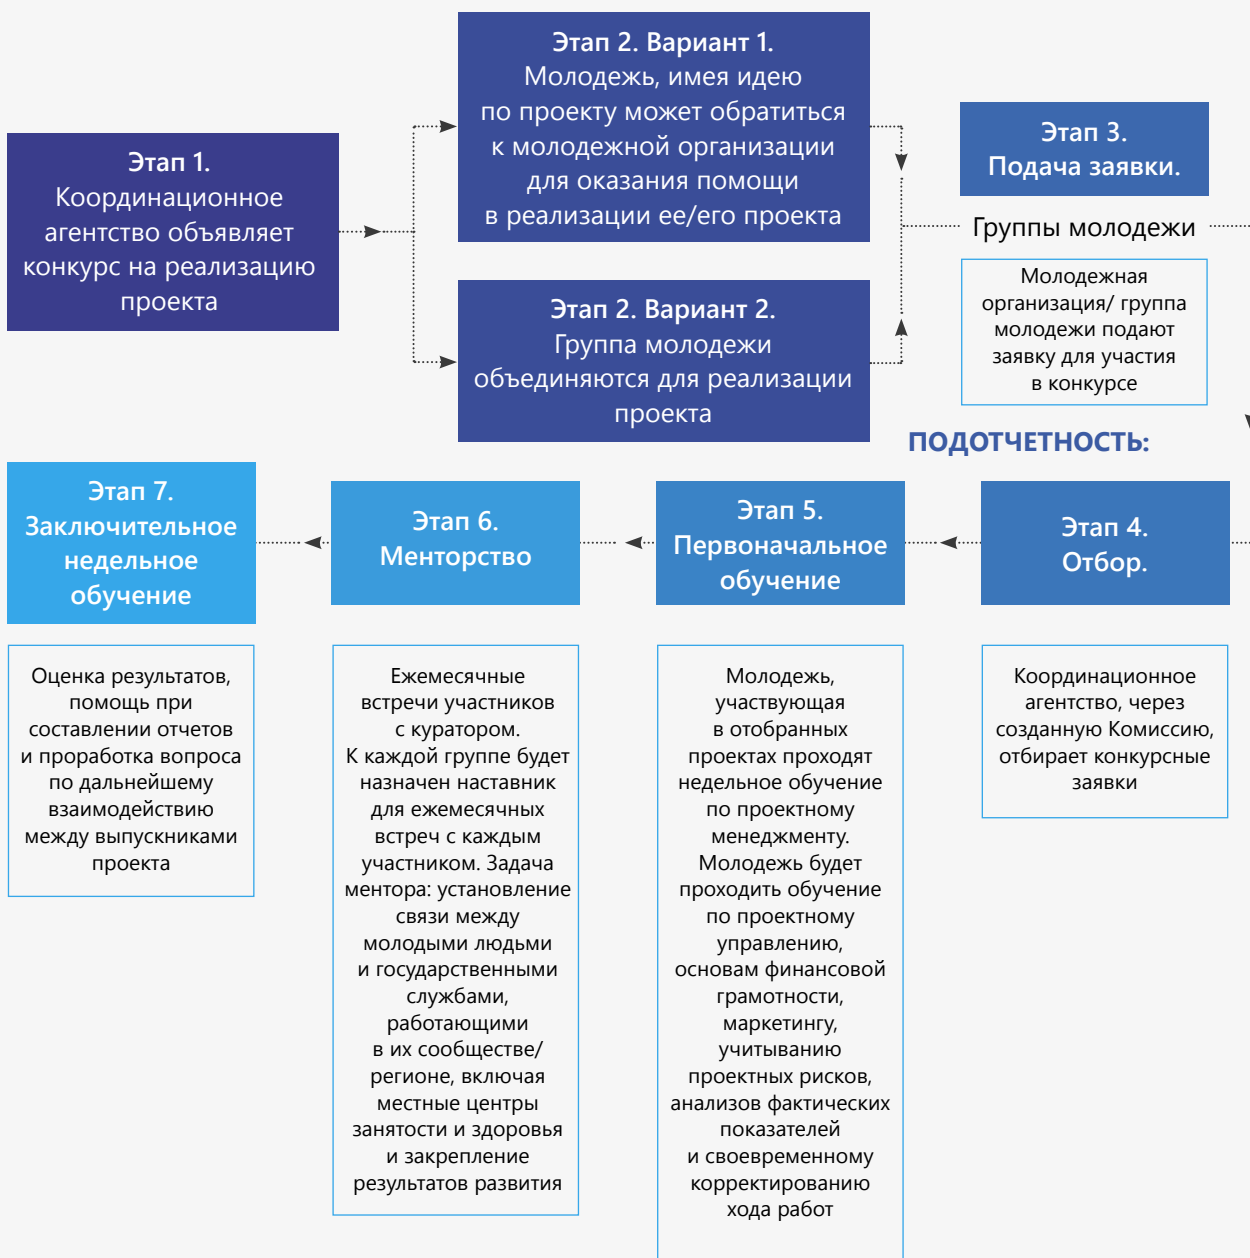 Этап 1.
Координационное
агентство объявляет
конкурс на реализацию
проекта
Этап 2. Вариант 1.
Молодежь, имея идею
по проекту может обратиться
к молодежной организации
для оказания помощи
в реализации ее/его проекта
Этап 2. Вариант 2.
Группа молодежи
объединяются для реализации
проекта
Этап 3.
Подача заявки.
Группы молодежи
Молодежная
организация/ группа
молодежи подают
заявку для участия
в конкурсе
ПОДОТЧЕТНОСТЬ:
Этап 4.
Отбор.
Координационное
агентство, через
созданную Комиссию,
отбирает конкурсные
заявки
Этап 5.
Первоначальное
обучение
Молодежь,
участвующая
в отобранных
проектах проходят
недельное обучение
по проектному
менеджменту.
Молодежь будет
проходить обучение
по проектному
управлению,
основам финансовой
грамотности,
маркетингу,
учитыванию
проектных рисков,
анализов фактических
показателей
и своевременному
корректированию
хода работ
Этап 6.
Менторство
Ежемесячные
встречи участников
с куратором.
К каждой группе будет
назначен наставник
для ежемесячных
встреч с каждым
участником. Задача
ментора: установление
связи между
молодыми людьми
и государственными
службами,
работающими
в их сообществе/
регионе, включая
местные центры
занятости и здоровья
и закрепление
результатов развития
Этап 7.
Заключительное
недельное
обучение
Оценка результатов,
помощь при
составлении отчетов
и проработка вопроса
по дальнейшему
взаимодействию
между выпускниками
проекта